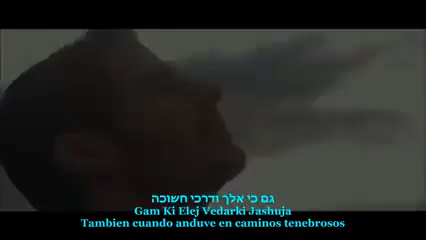 גם כי אלך ודרכי חשוכה
Gam Ki Elej Vedarki Jashuja
Tambien cuando anduve en caminos tenebrosos